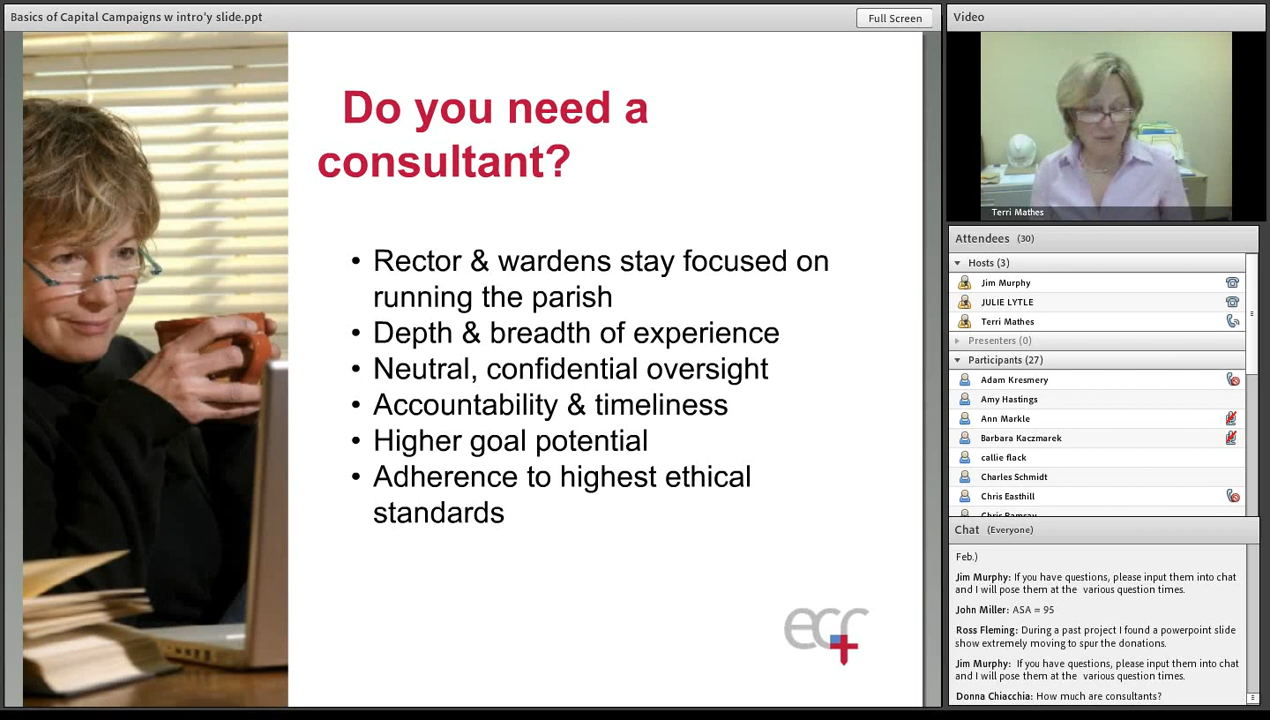 Basics of Capital Campaigns w intro'y slide.ppt
Full Screen
Do you need a
consultant?
• Rector & wardens stay focused on
running the parish
• Depth & breadth of experience
• Neutral, confidential oversight
• Accountability & timeliness
• Higher goal potential
• Adherence to highest ethical
standards
ecf
Video
Terri Mathes
Attendees (30)
Hosts (3)
Jim Murphy
JULIE LYTLE
Terri Mathes
Presenters (0)
Participants (27)
Adam Kresmery
Amy Hastings
Ann Markle
Barbara Kaczmarek
callie flack
Charles Schmidt
Chris Easthill
Chris Ramsay
Chat (Everyone)
Feb.)
Jim Murphy: If you have questions, please input them into chat
and I will pose them at the various question times.
John Miller: ASA = 95
Ross Fleming: During a past project I found a powerpoint slide
show extremely moving to spur the donations.
Jim Murphy: If you have questions, please input them into chat
and I will pose them at the various question times.
Donna Chiacchia: How much are consultants?